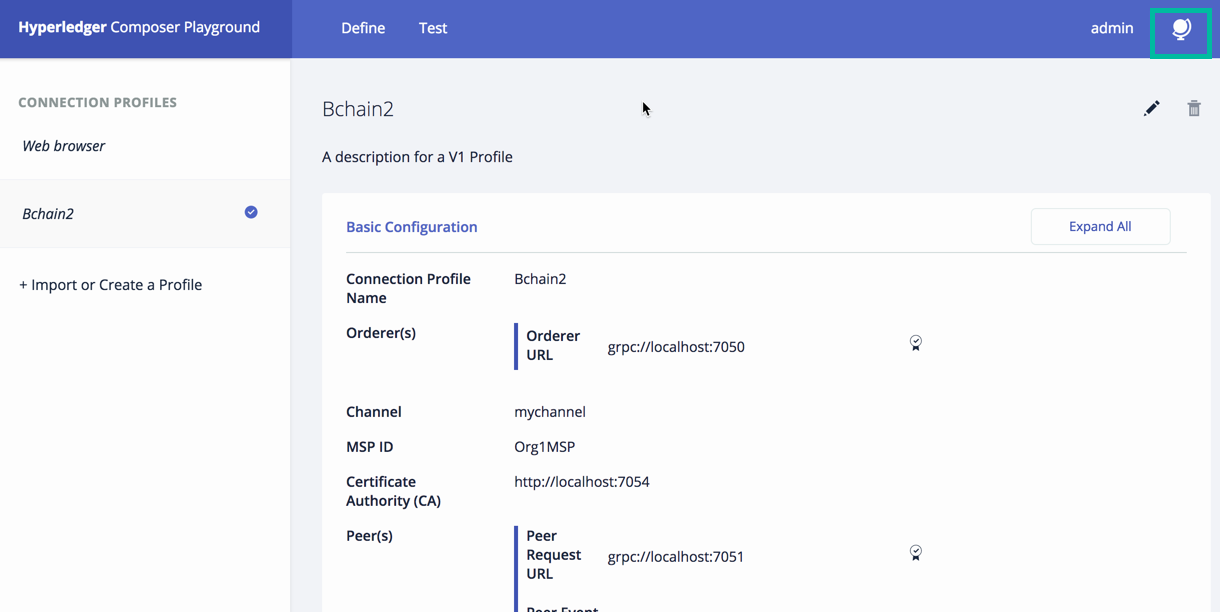 Hyperledger Composer Playground
Define
Test
admin
CONNECTION PROFILES
Web browser
Bchain2
+ Import or Create a Profile
Bchain2
A description for a V1 Profile
Basic Configuration
Expand All
Connection Profile
Name
Bchain2
Orderer(s)
Orderer
URL
grpc://localhost:7050
Channel
mychannel
MSP ID
Org1MSP
Certificate
Authority (CA)
http://localhost:7054
Peer(s)
Peer
Request
URL
grpc://localhost:7051
Peer Event